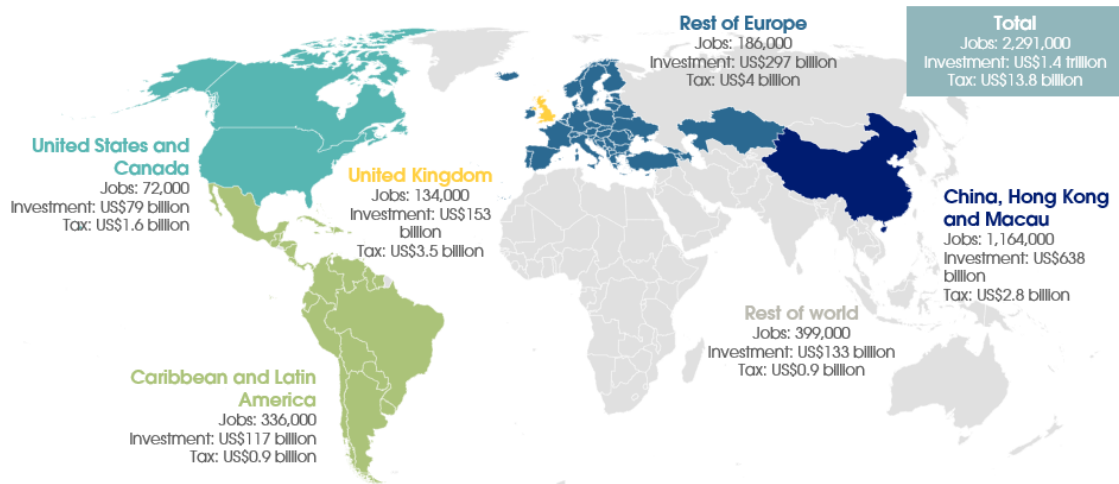 Rest of Europe
Jobs: 186,000
Investment: US$297 billion
Tax: US$4 billion
Total
Jobs: 2,291,000
Investment: US$1.4 trillion
Tax: US$13.8 billion
United States and
Canada
Jobs: 72,000
Investment: US$79 billion
Tax: US$1.6 billion
United Kingdom
Jobs: 134,000
Investment: US$153
billion
Tax: US$3.5 billion
China, Hong Kong
and Macau
Jobs: 1,164,000
Investment: US$638
billion
Tax: US$2.8 billion
Rest of world
Jobs: 399,000
Investment: US$133 billion
Tax: US$0.9 billion
Caribbean and Latin
America
Jobs: 336,000
Investment: US$117 billion
Tax: US$0.9 billion